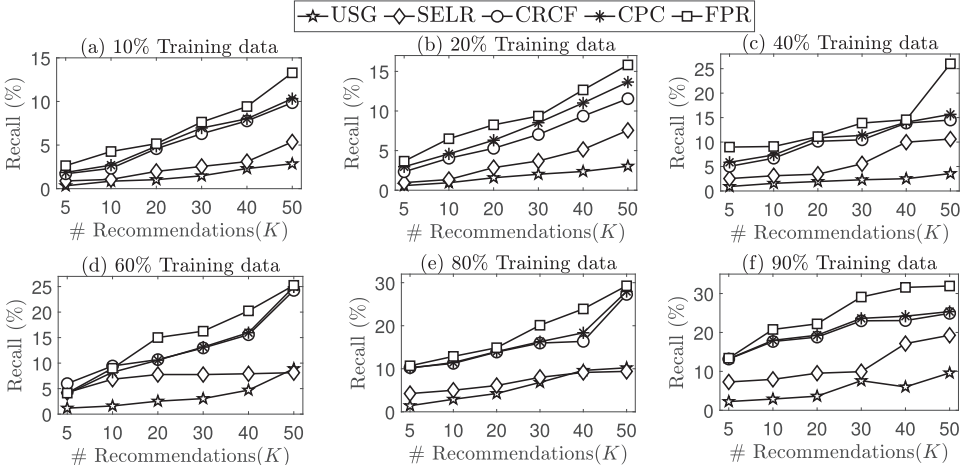 USG SELR CRCF CPC FPR
(a) 10% Training data
Recall (%)
15
10
5
0
5 10 20 30 40 50
# Recommendations(K)
(b) 20% Training data
Recall (%)
15
10
5
0
5 10 20 30 40 50
# Recommendations(K)
(c) 40% Training data
Recall (%)
25
20
15
10
5
0
5 10 20 30 40 50
# Recommendations(K)
(d) 60% Training data
Recall (%)
25
20
15
10
5
0
5 10 20 30 40 50
# Recommendations(K)
(e) 80% Training data
Recall (%)
30
20
10
0
5 10 20 30 40 50
# Recommendations(K)
(f) 90% Training data
Recall (%)
30
20
10
0
5 10 20 30 40 50
# Recommendations(K)